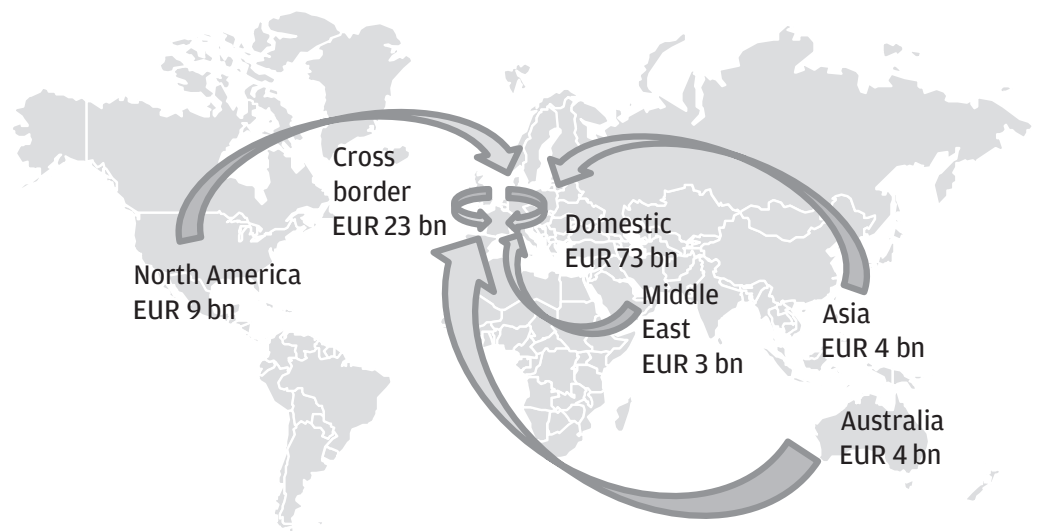 Cross
border
EUR 23 bn
Domestic
EUR 73 bn
North America
EUR 9 bn
Middle
East
EUR 3 bn
Asia
EUR 4 bn
Australia
EUR 4 bn